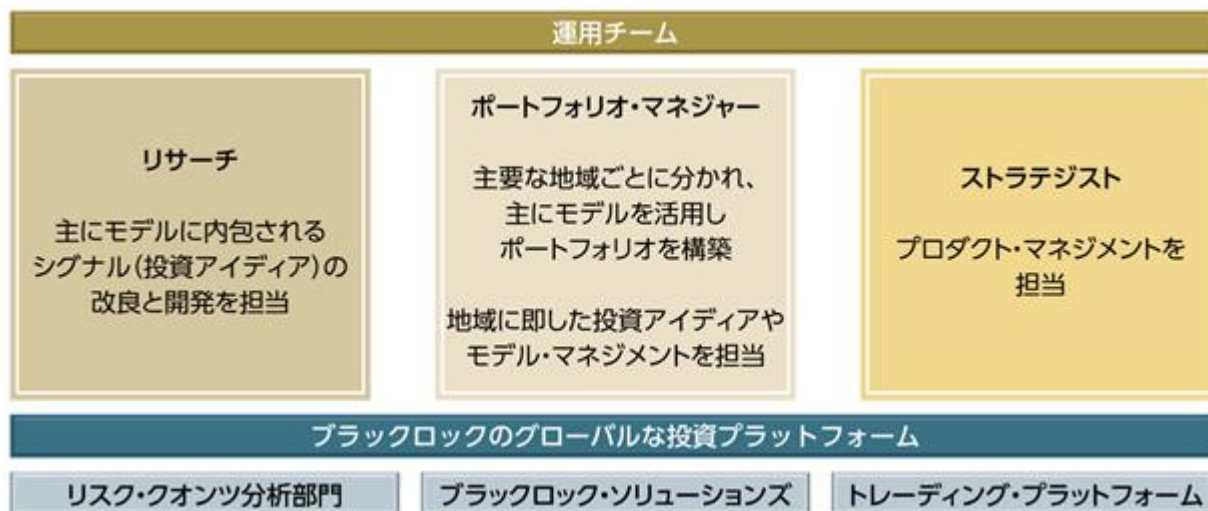 運用チーム
リサーチ
主にモデルに内包される
シグナル(投資アイディア)の
改良と開発を担当
ポートフォリオ・マネジャー
主要な地域ごとに分かれ、
主にモデルを活用し
ポートフォリオを構築
地域に即した投資アイディアや
モデル・マネジメントを担当
ストラテジスト
プロダクト・マネジメントを
担当
ブラックロックのグローバルな投資プラットフォーム
リスク・クオンツ分析部門
ブラックロック・ソリューションズ
トレーディング・プラットフォーム